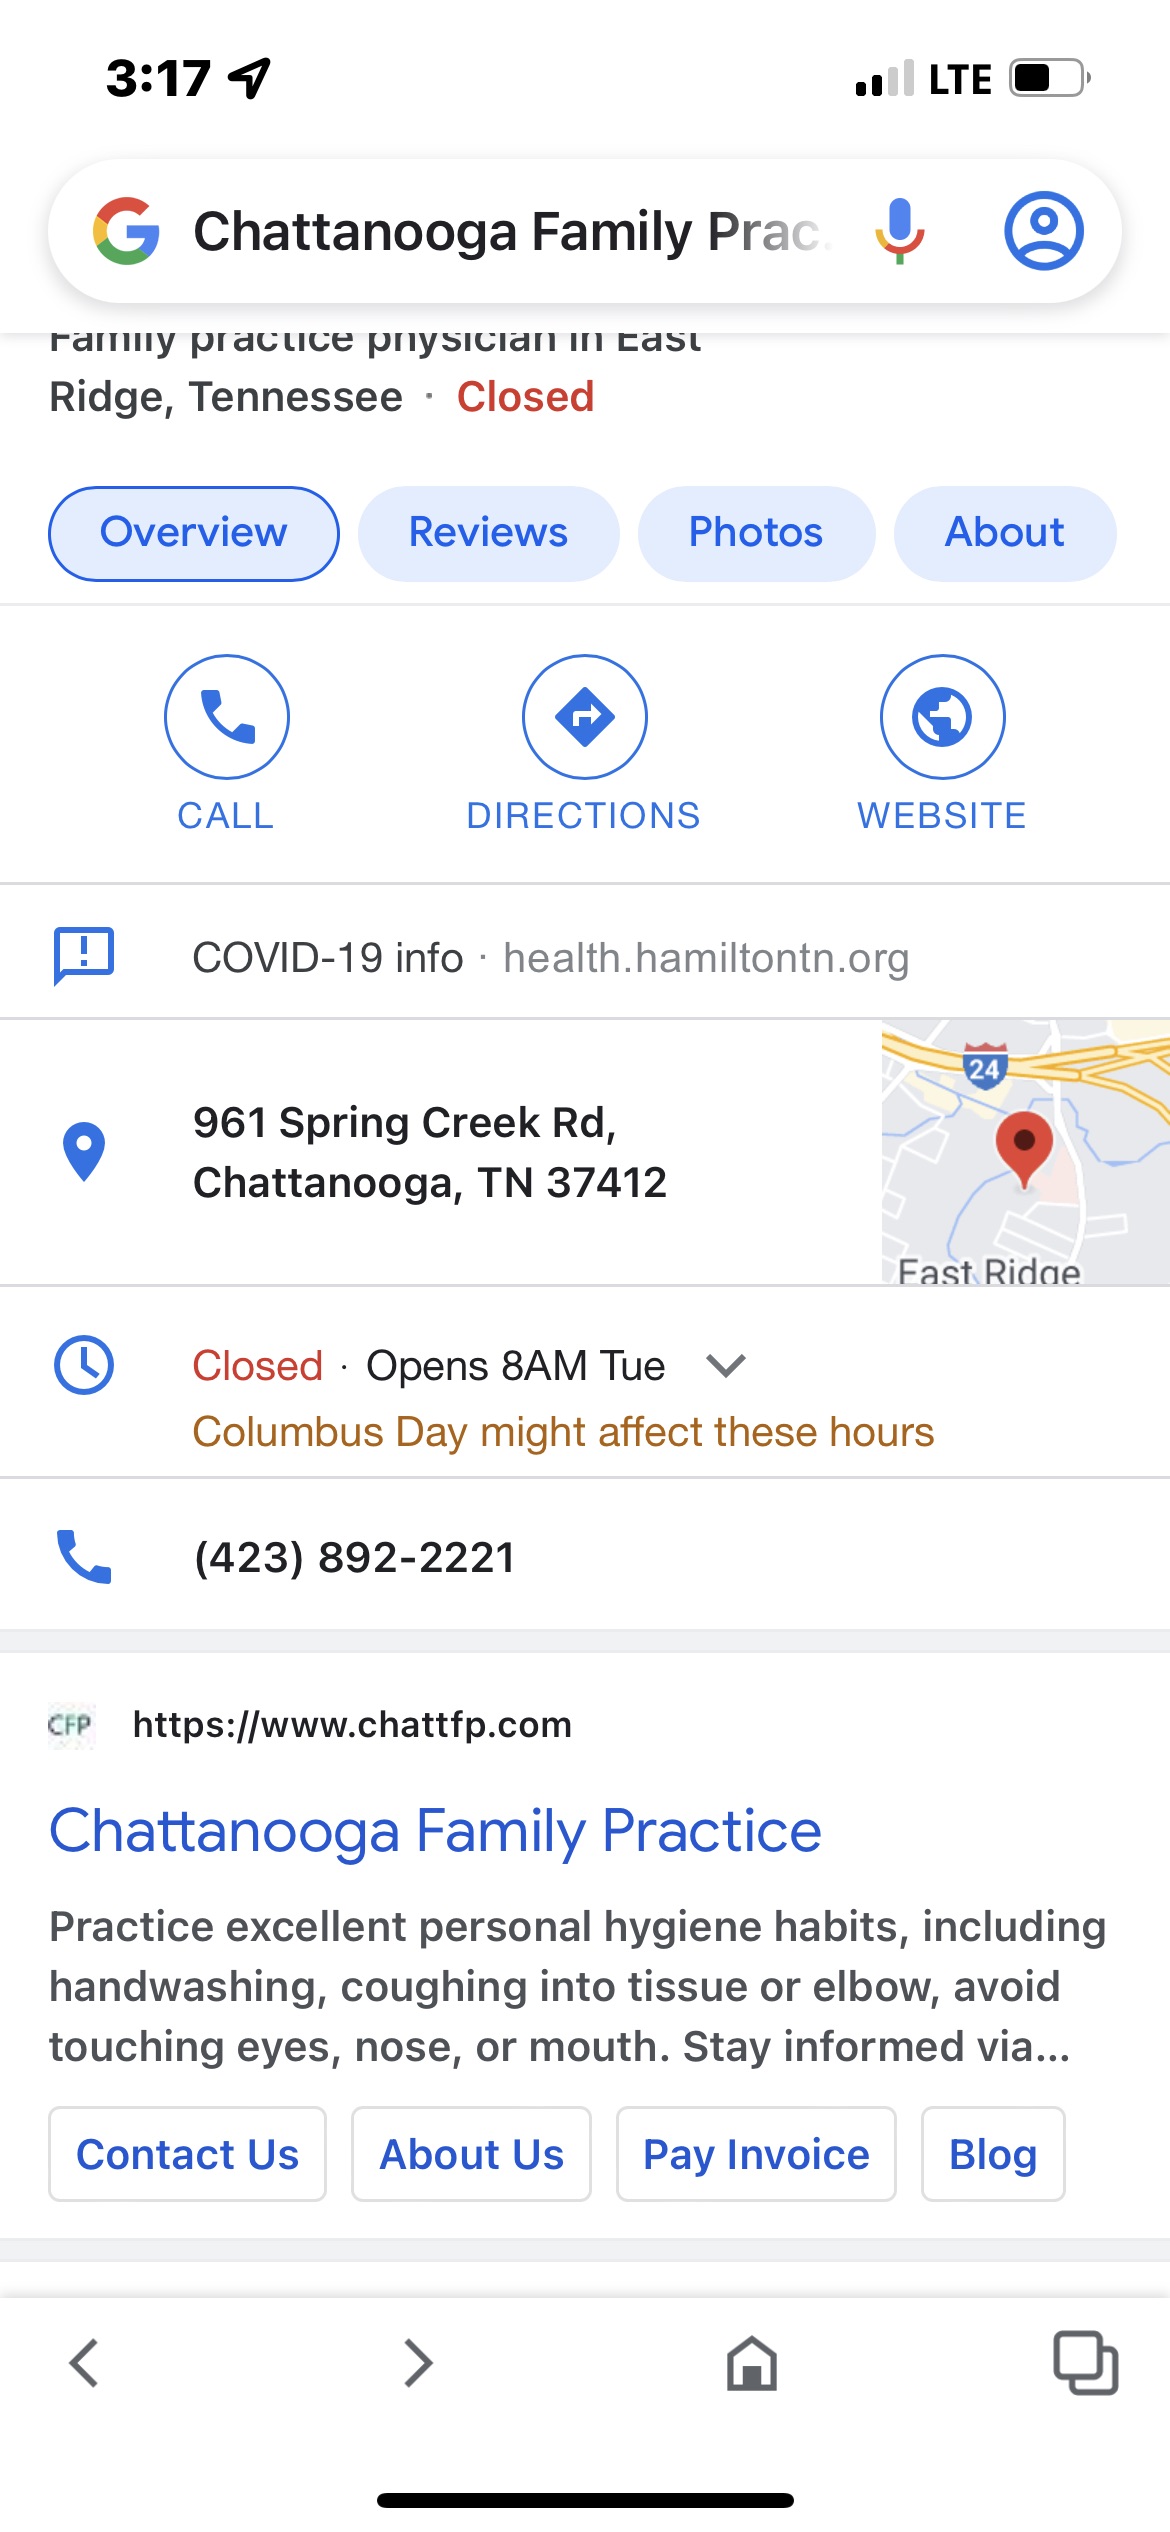 3:17
LTE
Chattanooga Family Prac.
Family practice physician in East
Ridge, Tennessee · Closed
Overview
Reviews
Photos
About
CALL
DIRECTIONS
WEBSITE
COVID-19 info · health.hamiltontn.org
961 Spring Creek Rd,
Chattanooga, TN 37412
24
East Ridge
Closed · Opens 8AM Tue
Columbus Day might affect these hours
(423) 892-2221
CFP https://www.chattfp.com
Chattanooga Family Practice
Practice excellent personal hygiene habits, including
handwashing, coughing into tissue or elbow, avoid
touching eyes, nose, or mouth. Stay informed via...
Contact Us
About Us
Pay Invoice
Blog